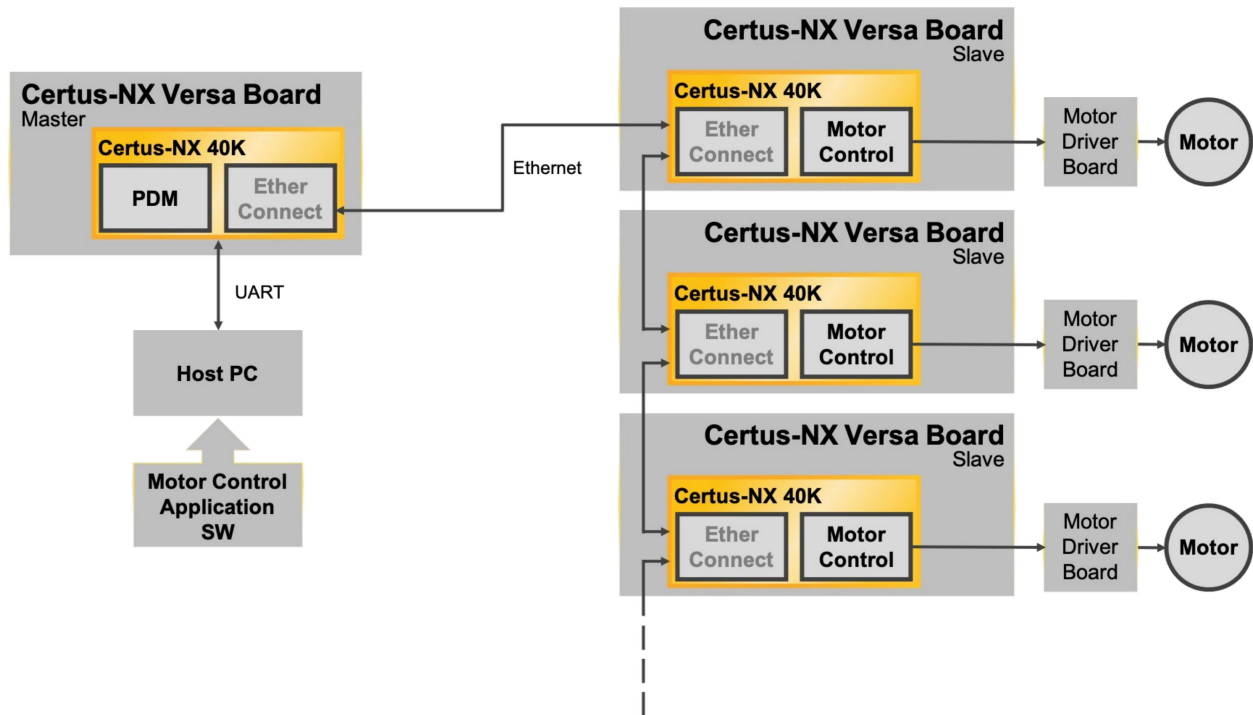 Certus-NX Versa Board
Master
Certus-NX 40K
PDM
Ether
Connect
UART
Host PC
Motor Control
Application
SW
Ethernet
Certus-NX Versa Board
Slave
Certus-NX 40K
Ether
Connect
Motor
Control
Motor
Driver
Board
Motor
Certus-NX Versa Board
Slave
Certus-NX 40K
Ether
Connect
Motor
Control
Motor
Driver
Board
Motor
Certus-NX Versa Board
Slave
Certus-NX 40K
Ether
Connect
Motor
Control
Motor
Driver
Board
Motor